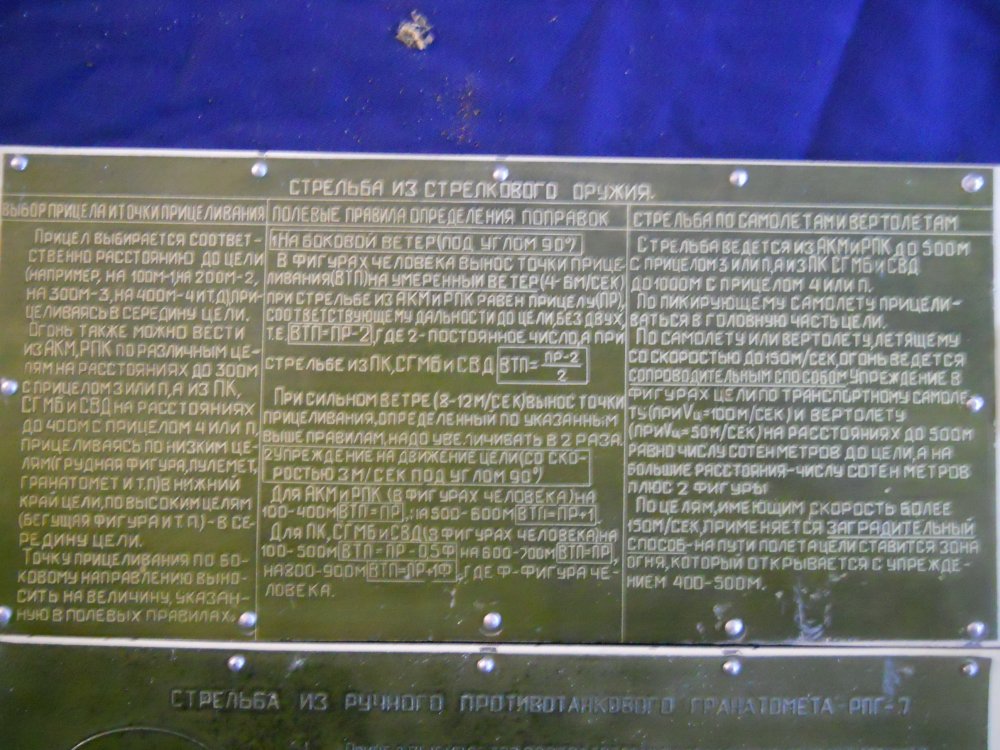 СТРЕЛЬБА ИЗ СТРЕЛКОВОГО ОРУЖИЯ.
ВЫБОР ПРИЦЕЛА И ТОЧКИ ПРИЦЕЛИВАНИЯ
ПРИЦЕЛ ВЫБИРАЕТСЯ СООТВЕТ-
СТВЕННО РАССТОЯНИЮ ДО ЦЕЛИ
(НАПРИМЕР, НА 100М-1, НА 200М-2,
НА 300М-3, НА 400М-4 И Т.Д.) ПРИ-
ЦЕЛИВАЯСЬ В СЕРЕДИНУ ЦЕЛИ.
ОГОНЬ ТАКЖЕ МОЖНО ВЕСТИ
ИЗ АКМ, РПК ПО РАЗЛИЧНЫМ ЦЕ-
ЛЯМ НА РАССТОЯНИЯХ ДО 300М
С ПРИЦЕЛОМ 3 ИЛИ П, А ИЗ ПК,
СГМБ И СВД НА РАССТОЯНИЯХ
ДО 400М С ПРИЦЕЛОМ 4 ИЛИ П,
ПРИЦЕЛИВАЯСЬ ПО НИЗКИМ ЦЕ-
ЛЯМ (ГРУДНАЯ ФИГУРА, ПУЛЕМЕТ,
ГРАНАТОМЕТ И Т.П) В НИЖНИЙ
КРАЙ ЦЕЛИ, ПО ВЫСОКИМ ЦЕЛЯМ
(БЕГУЩАЯ ФИГУРА И Т П.) - В СЕ-
РЕДИНУ ЦЕЛИ.
ТОЧКУ ПРИЦЕЛИВАНИЯ ПО БО-
КОВОМУ НАПРАВЛЕНИЮ ВЫНО-
СИТЬ НА ВЕЛИЧИНУ, УКАЗАН-
НУЮ В ПОЛЕВЫХ ПРАВИЛАХ.
ПОЛЕВЫЕ ПРАВИЛА ОПРЕДЕЛЕНИЯ ПОПРАВОК
1 НА БОКОВОЙ ВЕТЕР (ПОД УГЛОМ 90°)
В ФИГУРАХ ЧЕЛОВЕКА ВЫНОС ТОЧКИ ПРИЦЕ-
ЛИВАНИЯ (ВТП) НА УМЕРЕННЫЙ ВЕТЕР (4-6М/СЕК)
ПРИ СТРЕЛЬБЕ ИЗ АКМ И РПК РАВЕН ПРИЦЕЛУ (ПР),
СООТВЕТСТВУЮЩЕМУ ДАЛЬНОСТИ ДО ЦЕЛИ, БЕЗ ДВУХ,
Т.Е. ВТП=ПР-2, ГДЕ 2- ПОСТОЯННОЕ ЧИСЛО, А ПРИ
СТРЕЛЬБЕ ИЗ ПК, СГМБ И СВД ВТП = ПР-2 / 2
ПРИ СИЛЬНОМ ВЕТРЕ (8-12М/СЕК) ВЫНОС ТОЧКИ
ПРИЦЕЛИВАНИЯ, ОПРЕДЕЛЕННЫЙ ПО УКАЗАННЫМ
ВЫШЕ ПРАВИЛАМ, НАДО УВЕЛИЧИВАТЬ В 2 РАЗА.
2 УПРЕЖДЕНИЕ НА ДВИЖЕНИЕ ЦЕЛИ (СО СКО-
РОСТЬЮ 3 М/СЕК ПОД УГЛОМ 90°)
ДЛЯ АКМ И РПК (В ФИГУРАХ ЧЕЛОВЕКА) НА
100-400М ВТП = ПР, НА 500-600М ВТП=ПР+1
ДЛЯ ПК, СГМБ И СВД (В ФИГУРАХ ЧЕЛОВЕКА) НА
100-500М ВТП = ПР-0,5Ф НА 600-700М ВТП=ПР,
НА 800-900М ВТП=ПР+1Ф, ГДЕ Ф-ФИГУРА ЧЕ-
ЛОВЕКА.
СТРЕЛЬБА ПО САМОЛЕТАМ И ВЕРТОЛЕТАМ
СТРЕЛЬБА ВЕДЕТСЯ ИЗ АКМ И РПК ДО 500М
С ПРИЦЕЛОМ 3 ИЛИ П, А ИЗ ПК СГМБ И СВД
ДО 1000М С ПРИЦЕЛОМ 4 ИЛИ П.
ПО ПИКИРУЮЩЕМУ САМОЛЕТУ ПРИЦЕЛИ-
ВАТЬСЯ В ГОЛОВНУЮ ЧАСТЬ ЦЕЛИ.
ПО САМОЛЕТУ ИЛИ ВЕРТОЛЕТУ, ЛЕТЯЩЕМУ
СО СКОРОСТЬЮ ДО 150М/СЕК, ОГОНЬ ВЕДЕТСЯ
СОПРОВОДИТЕЛЬНЫМ СПОСОБОМ УПРЕЖДЕНИЕ В
ФИГУРАХ ЦЕЛИ ПО ТРАНСПОРТНОМУ САМОЛЕ-
ТУ (ПРИ Vц=100М/СЕК) И ВЕРТОЛЕТУ
(ПРИ Vц=50М/СЕК) НА РАССТОЯНИЯХ ДО 500М
РАВНО ЧИСЛУ СОТЕН МЕТРОВ ДО ЦЕЛИ, А НА
БОЛЬШИЕ РАССТОЯНИЯ-ЧИСЛУ СОТЕН МЕТРОВ
ПЛЮС 2 ФИГУРЫ
ПО ЦЕЛЯМ, ИМЕЮЩИМ СКОРОСТЬ БОЛЕЕ
150М/СЕК, ПРИМЕНЯЕТСЯ ЗАГРАДИТЕЛЬНЫЙ
СПОСОБ-НА ПУТИ ПОЛЕТА ЦЕЛИ СТАВИТСЯ ЗОНА
ОГНЯ, КОТОРЫЙ ОТКРЫВАЕТСЯ С УПРЕЖДЕ-
НИЕМ 400-500М.
СТРЕЛЬБА ИЗ РУЧНОГО ПРОТИВОТАНКОВОГО ГРАНАТОМЕТА-РПГ-7